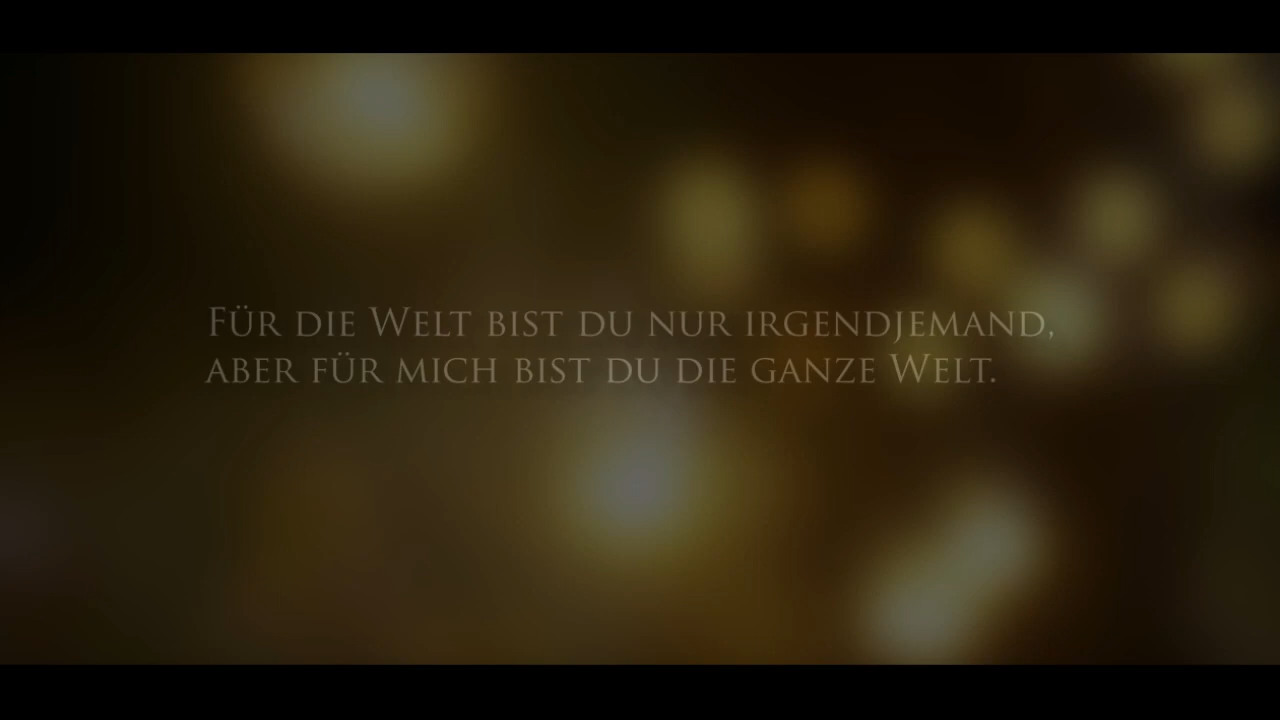 Für die Welt bist du nur irgendjemand,
aber für mich bist du die ganze Welt.